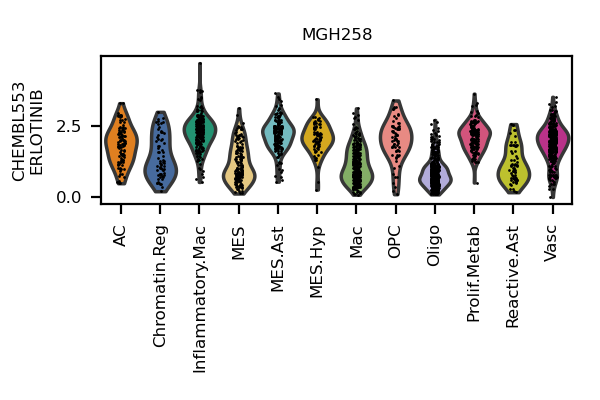 MGH258
CHEMBL553
ERLOTINIB
2.5
0.0
AC
Chromatin.Reg
Inflammatory.Mac
MES
MES.Ast
MES.Hyp
Mac
OPC
Oligo
Prolif.Metab
Reactive.Ast
Vasc